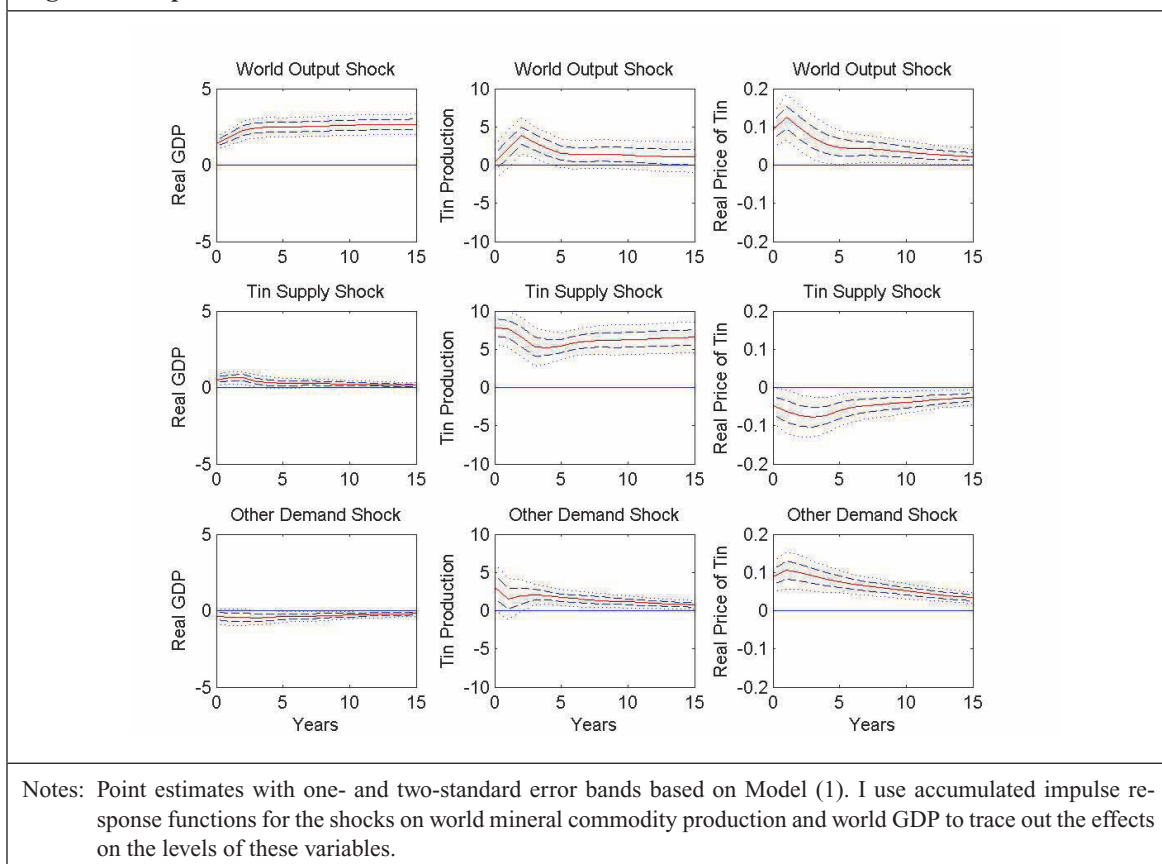 World Output Shock
World Output Shock
World Output Shock
Real GDP
5
0
-5
0 5 10 15
Tin Production
10
5
0
-5
-10
0 5 10 15
Real Price of Tin
0.2
0.1
0
-0.1
-0.2
0 5 10 15
Tin Supply Shock
Tin Supply Shock
Tin Supply Shock
Real GDP
5
0
-5
0 5 10 15
Tin Production
10
5
0
-5
-10
0 5 10 15
Real Price of Tin
0.2
0.1
0
-0.1
-0.2
0 5 10 15
Other Demand Shock
Other Demand Shock
Other Demand Shock
Real GDP
5
0
-5
0 5 10 15
Years
Tin Production
10
5
0
-5
-10
0 5 10 15
Years
Real Price of Tin
0.2
0.1
0
-0.1
-0.2
0 5 10 15
Years
Notes: Point estimates with one- and two-standard error bands based on Model (1). I use accumulated impulse re-
sponse functions for the shocks on world mineral commodity production and world GDP to trace out the effects
on the levels of these variables.